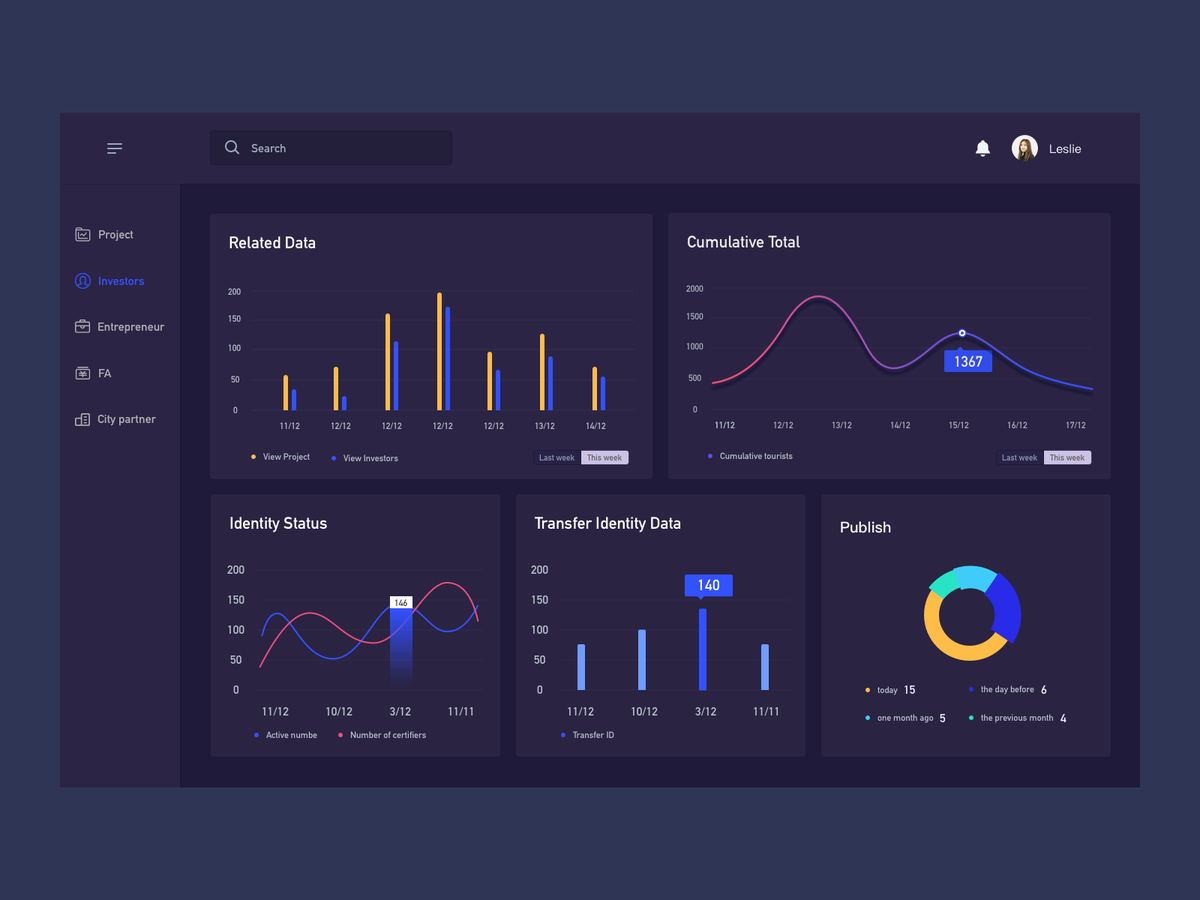 Search
Leslie
Project
Investors
Entrepreneur
FA
City partner
Related Data
200
150
100
50
0
11/12 12/12 12/12 12/12 12/12 13/12 14/12
View Project View Investors
Last week This week
Cumulative Total
2000
1500
1000
500
0
1367
11/12 12/12 13/12 14/12 15/12 16/12 17/12
Cumulative tourists
Last week This week
Identity Status
200
150
100
50
0
146
11/12 10/12 3/12 11/11
Active numbe Number of certifiers
Transfer Identity Data
200
150
100
50
0
140
11/12 10/12 3/12 11/11
Transfer ID
Publish
today 15 the day before 6
one month ago 5 the previous month 4